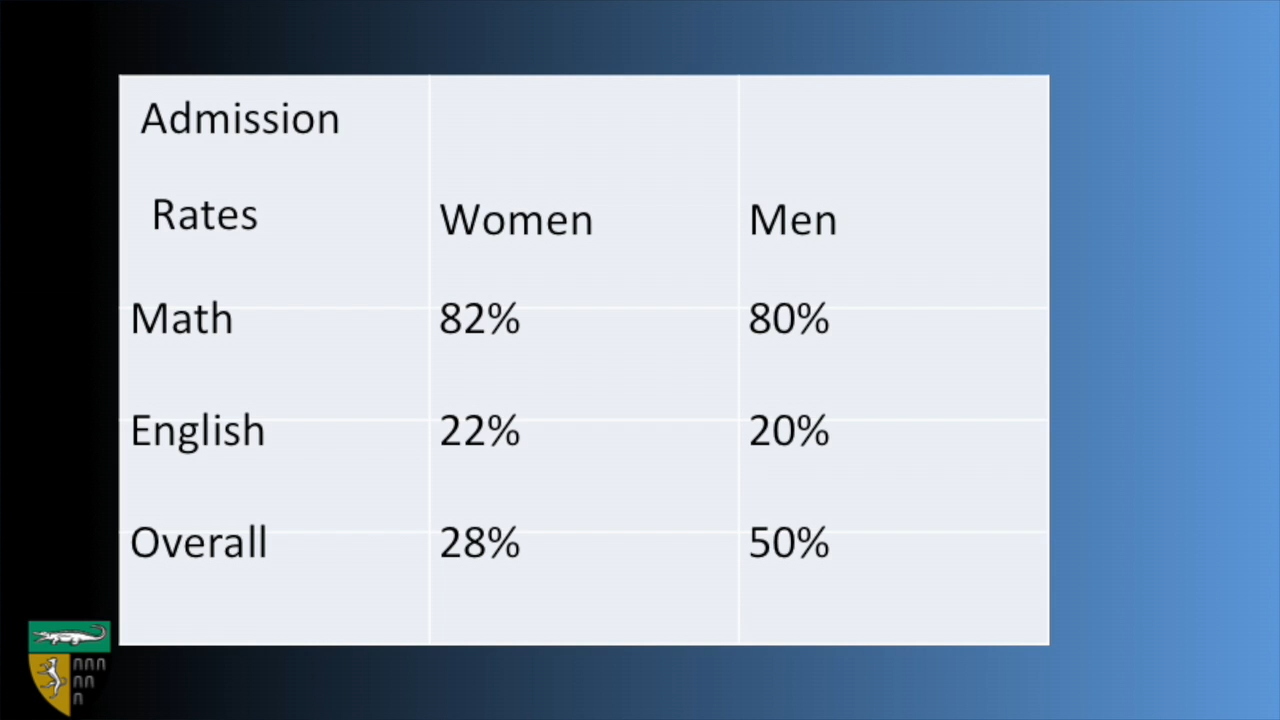 Admission
Rates Women Men
Math 82% 80%
English 22% 20%
Overall 28% 50%